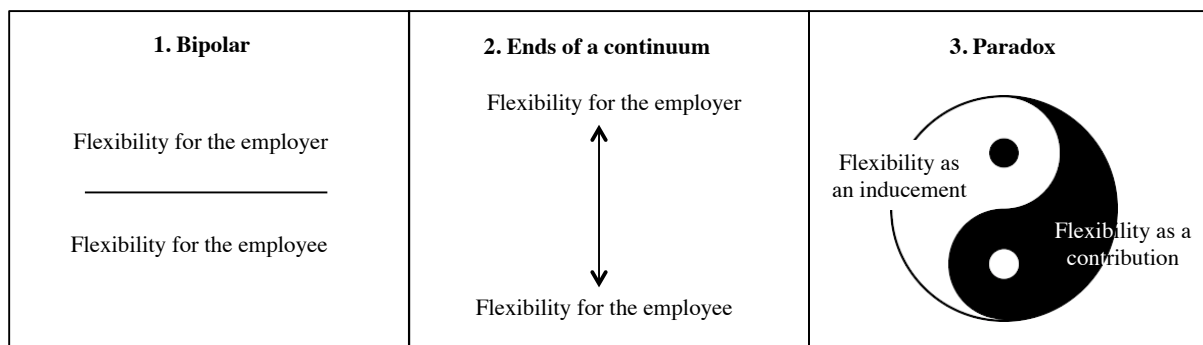 1. Bipolar
Flexibility for the employer
Flexibility for the employee
2. Ends of a continuum
Flexibility for the employer
Flexibility for the employee
3. Paradox
Flexibility as
an inducement
Flexibility as a
contribution